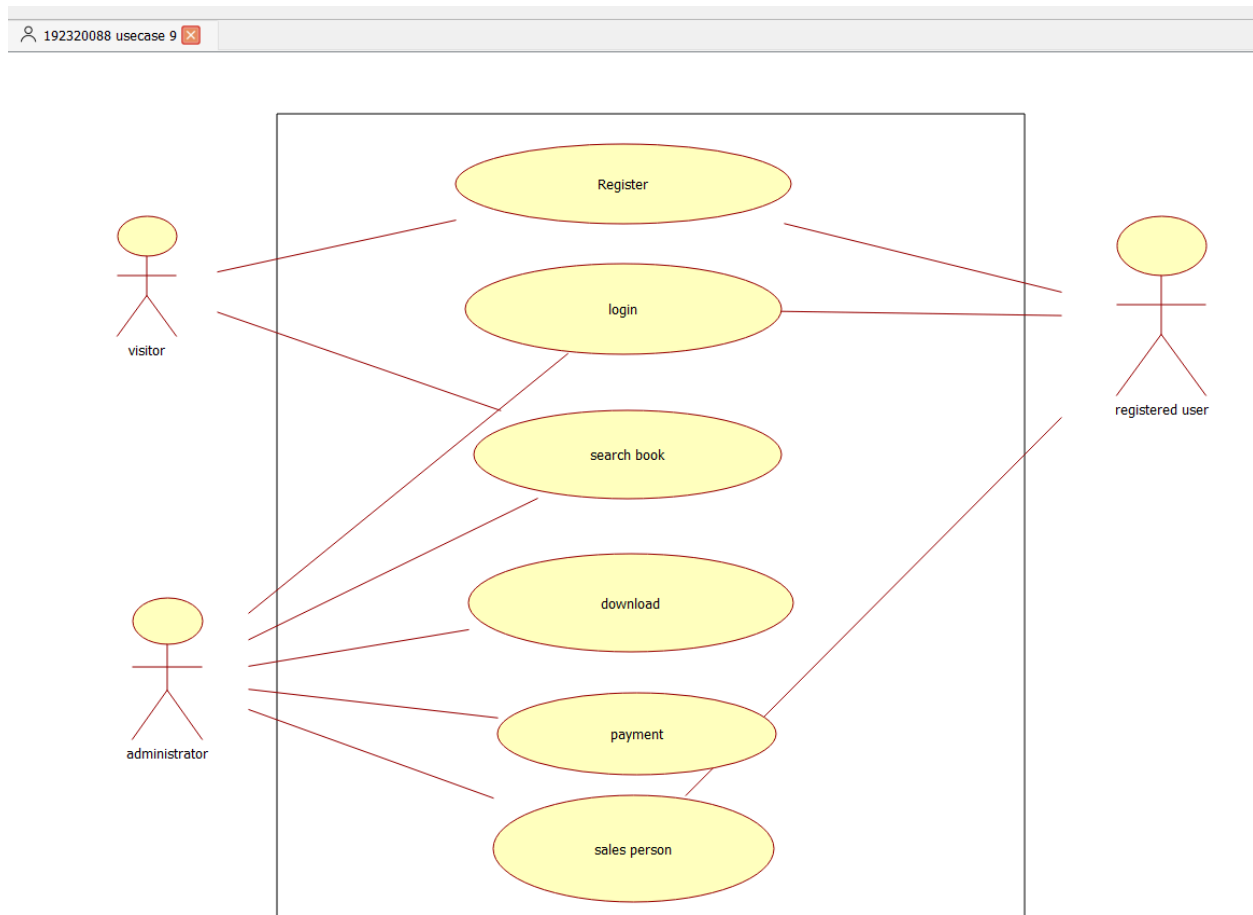 192320088 usecase 9
Register
login
visitor
registered user
search book
download
payment
administrator
sales person